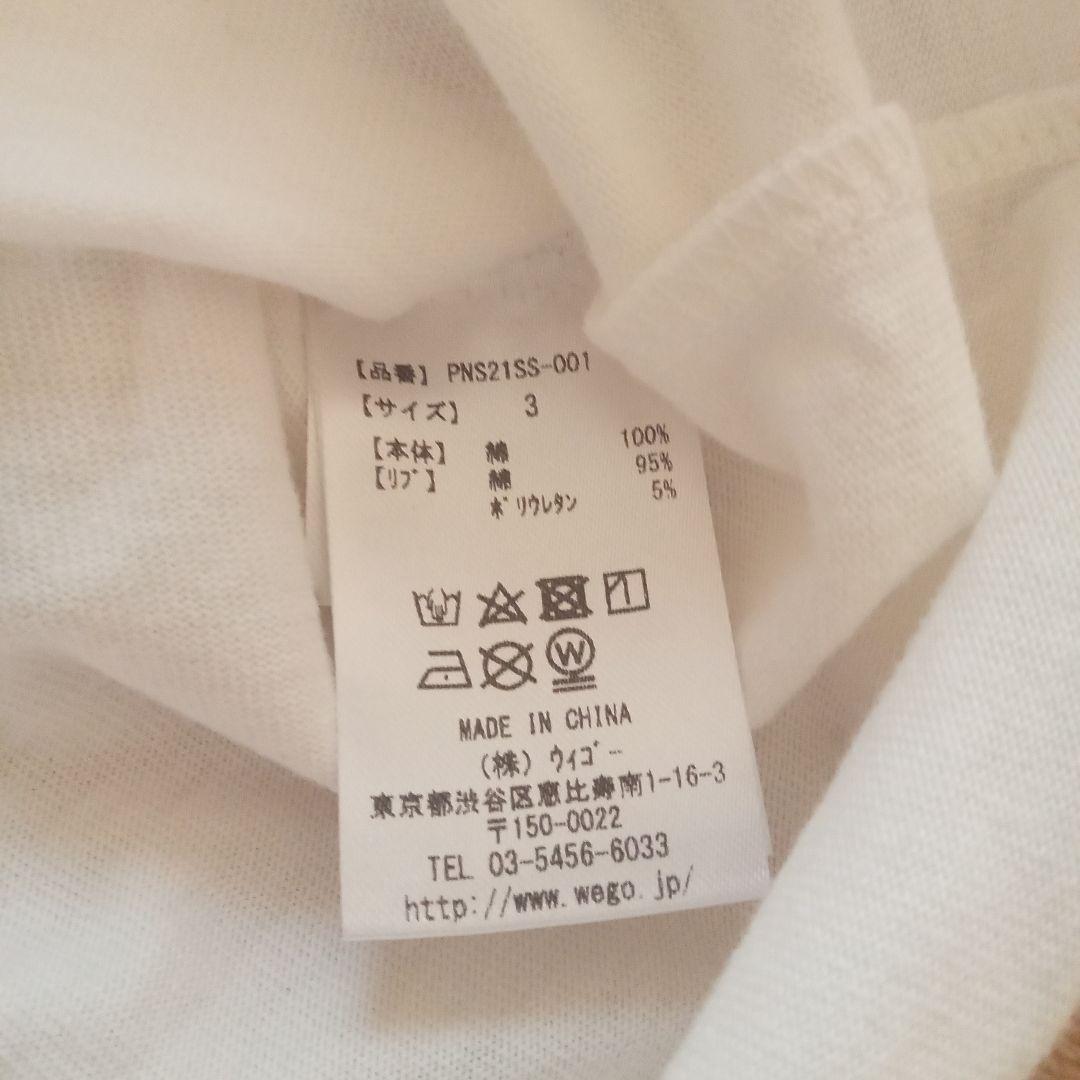 【品番】 PNS21SS-001
【サイズ】 3
【本体】 綿 100%
【リブ】 綿 95%
ポリウレタン 5%
W
MADE IN CHINA
(株) ウィゴー
東京都渋谷区恵比寿南1-16-3
〒150-0022
TEL 03-5456-6033
http://www.wego.jp/